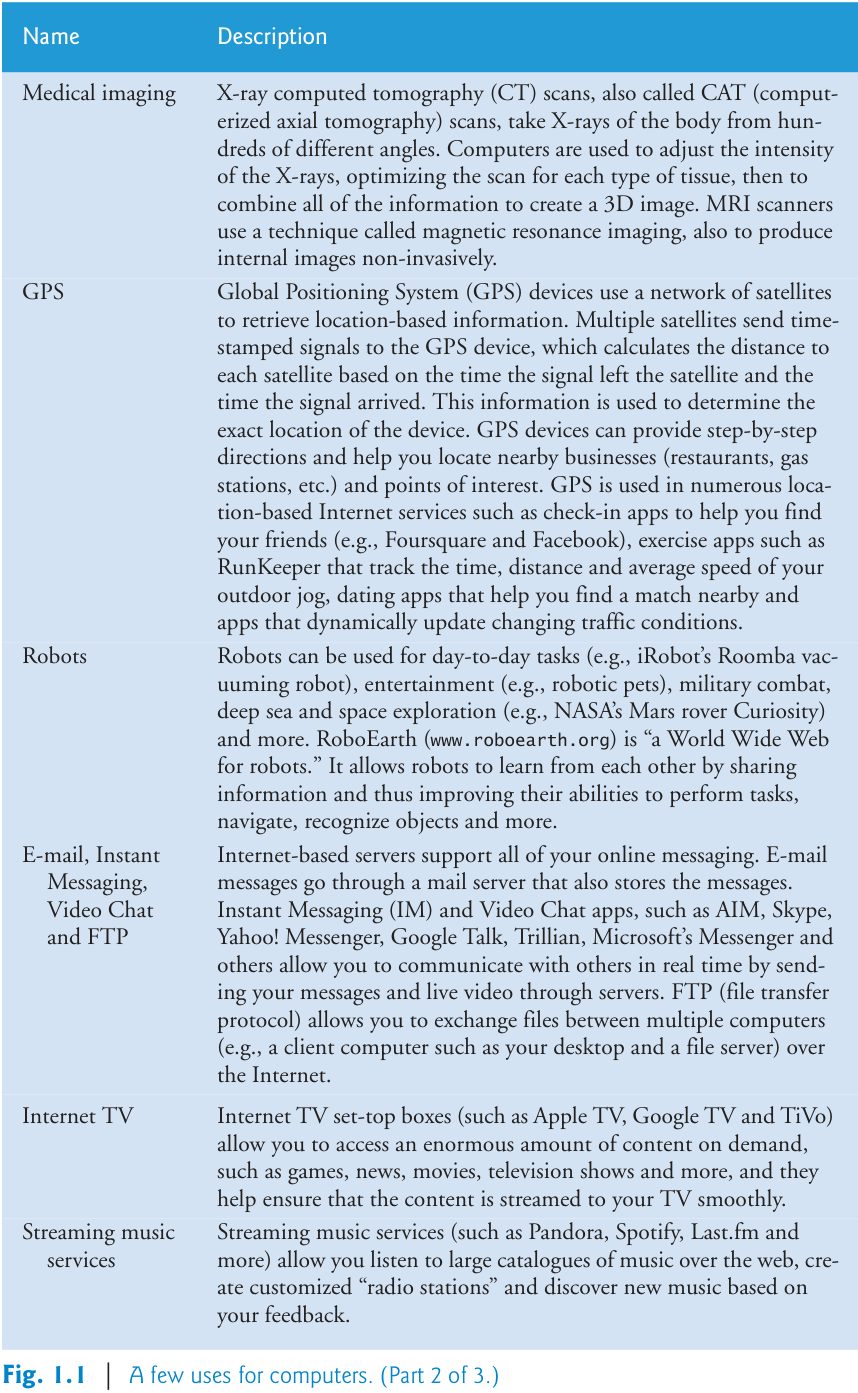 Name Description
Medical imaging X-ray computed tomography (CT) scans, also called CAT (comput-
erized axial tomography) scans, take X-rays of the body from hun-
dreds of different angles. Computers are used to adjust the intensity
of the X-rays, optimizing the scan for each type of tissue, then to
combine all of the information to create a 3D image. MRI scanners
use a technique called magnetic resonance imaging, also to produce
internal images non-invasively.
GPS Global Positioning System (GPS) devices use a network of satellites
to retrieve location-based information. Multiple satellites send time-
stamped signals to the GPS device, which calculates the distance to
each satellite based on the time the signal left the satellite and the
time the signal arrived. This information is used to determine the
exact location of the device. GPS devices can provide step-by-step
directions and help you locate nearby businesses (restaurants, gas
stations, etc.) and points of interest. GPS is used in numerous loca-
tion-based Internet services such as check-in apps to help you find
your friends (e.g., Foursquare and Facebook), exercise apps such as
RunKeeper that track the time, distance and average speed of your
outdoor jog, dating apps that help you find a match nearby and
apps that dynamically update changing traffic conditions.
Robots Robots can be used for day-to-day tasks (e.g., iRobot’s Roomba vac-
uuming robot), entertainment (e.g., robotic pets), military combat,
deep sea and space exploration (e.g., NASA’s Mars rover Curiosity)
and more. RoboEarth (www.roboearth.org) is “a World Wide Web
for robots.” It allows robots to learn from each other by sharing
information and thus improving their abilities to perform tasks,
navigate, recognize objects and more.
E-mail, Instant Internet-based servers support all of your online messaging. E-mail
Messaging, messages go through a mail server that also stores the messages.
Video Chat Instant Messaging (IM) and Video Chat apps, such as AIM, Skype,
and FTP Yahoo! Messenger, Google Talk, Trillian, Microsoft’s Messenger and
others allow you to communicate with others in real time by send-
ing your messages and live video through servers. FTP (file transfer
protocol) allows you to exchange files between multiple computers
(e.g., a client computer such as your desktop and a file server) over
the Internet.
Internet TV Internet TV set-top boxes (such as Apple TV, Google TV and TiVo)
allow you to access an enormous amount of content on demand,
such as games, news, movies, television shows and more, and they
help ensure that the content is streamed to your TV smoothly.
Streaming music Streaming music services (such as Pandora, Spotify, Last.fm and
services more) allow you listen to large catalogues of music over the web, cre-
ate customized “radio stations” and discover new music based on
your feedback.
Fig. 1.1 | A few uses for computers. (Part 2 of 3.)